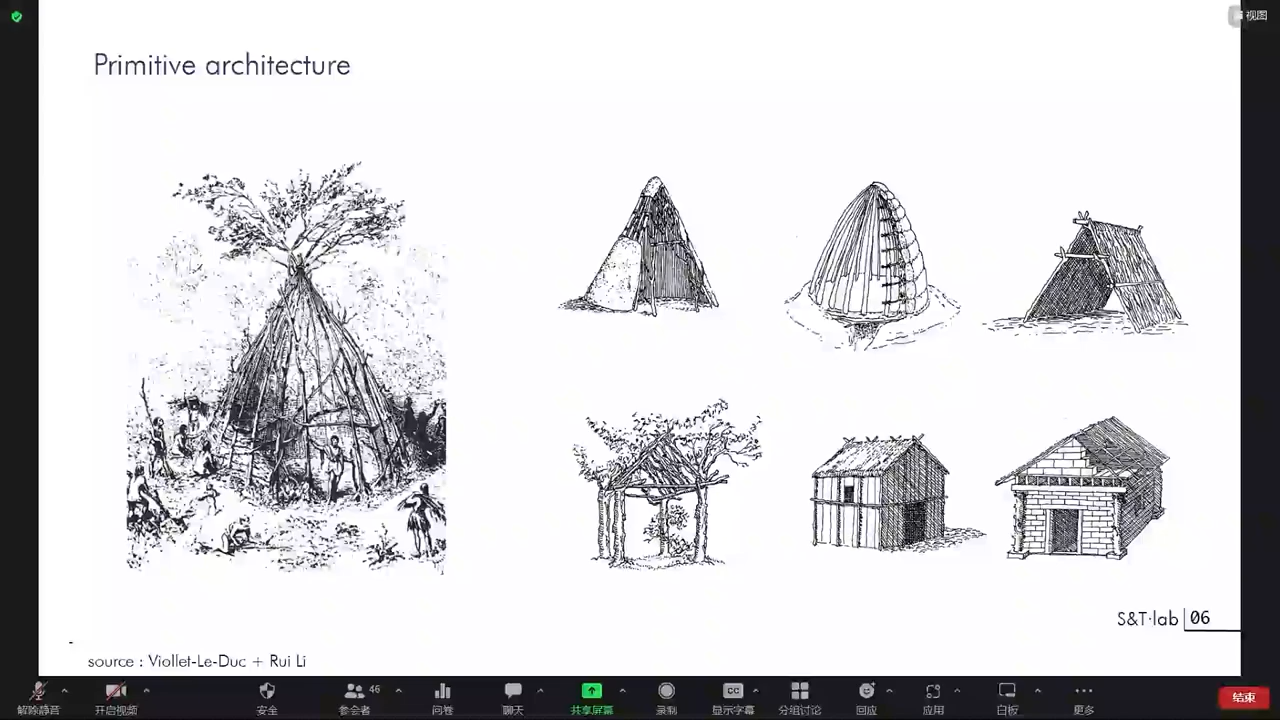 视图
Primitive architecture
S&T·lab 06
source : Viollet-Le-Duc + Rui Li
解除静音
开启视频
安全
参会者
46
问卷
聊天
共享屏幕
录制
CC
显示字幕
分组讨论
回应
应用
白板
更多
结束